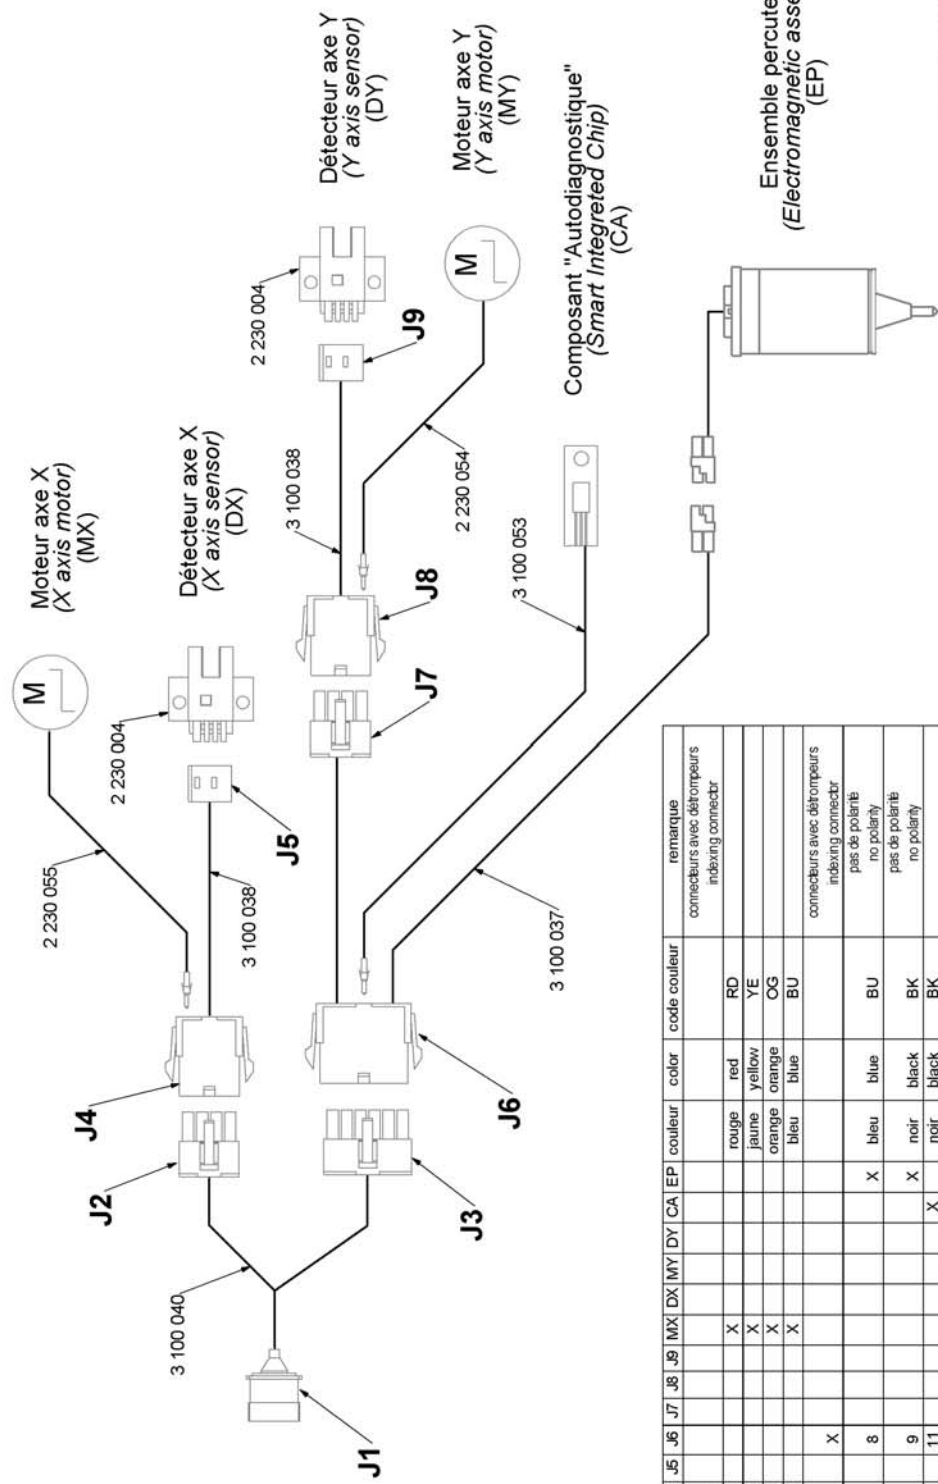 Moteur axe X
(X axis motor)
(MX)
2 230 055
2 230 004
Détecteur axe X
(X axis sensor)
(DX)
J4
3 100 038
J5
J2
3 100 040
J1
J3
J6
2 230 004
Détecteur axe Y
(Y axis sensor)
(DY)
J9
3 100 038
J8
J7
Moteur axe Y
(Y axis motor)
(MY)
2 230 054
M
M
3 100 053
Composant "Autodiagnostique"
(Smart Integreted Chip)
(CA)
3 100 037
Ensemble
(Electromagnetic
(EP)
J5 J6 J7 J8 J9 MX DX MY DY CA EP couleur color code couleur remarque
connecteurs avec détrompeurs
indexing connector
X rouge red RD
X jaune yellow YE
X orange orange OG
X bleu blue BU
X connecteurs avec détrompeurs
indexing connector
8 X bleu blue BU pas de polarité
no polarity
9 X noir black BK pas de polarité
no polarity
11 X noir black BK